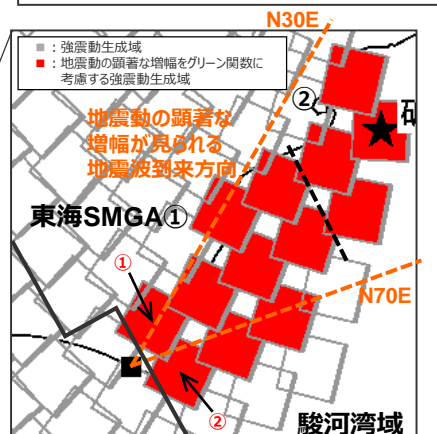 N30E
■ : 強震動生成域
■ : 地震動の顕著な増幅をグリーン関数に
考慮する強震動生成域
②
地震動の顕著な
増幅が見られる
地震波到来方向
東海SMGA①
①
N70E
②
駿河湾域